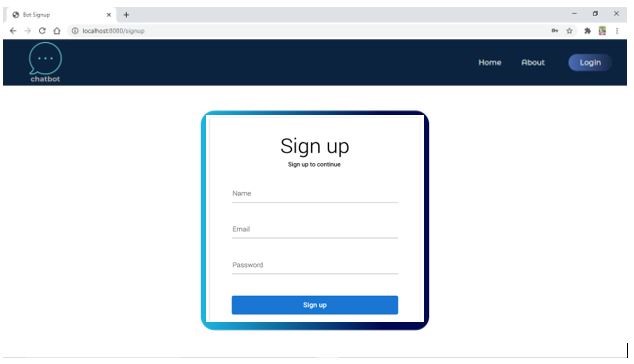 Bot Signup
localhost:8080/signup
chatbot
Home About Login
Sign up
Sign up to continue
Name
Email
Password
Sign up